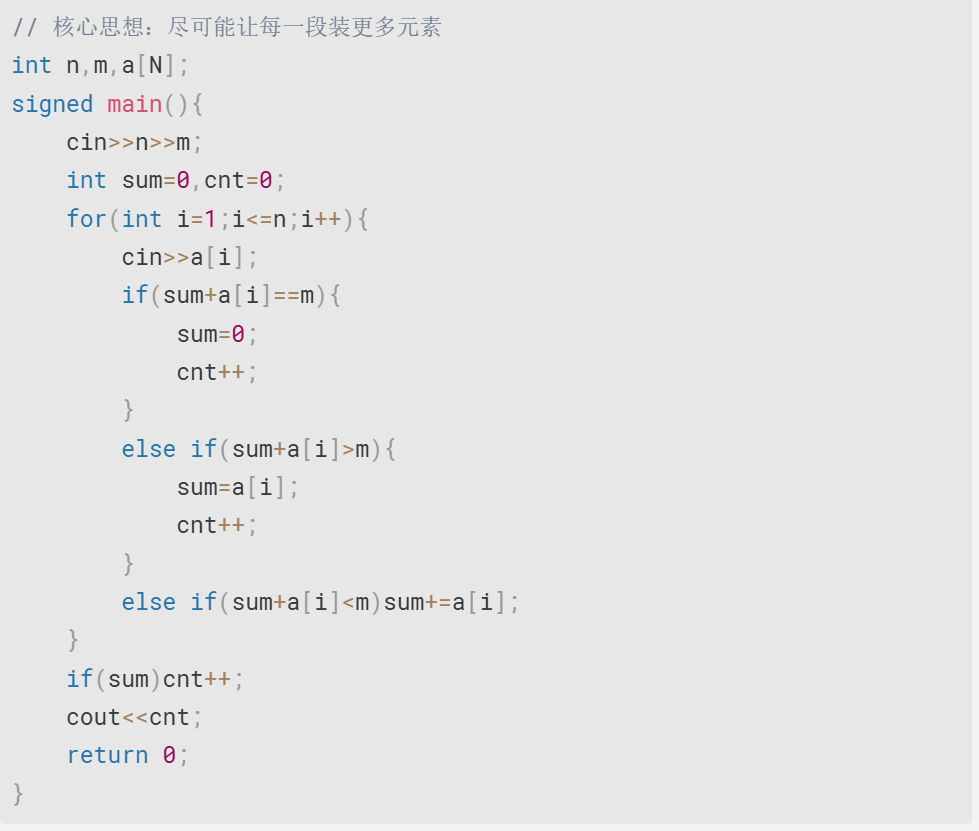 // 核心思想：尽可能让每一段装更多元素
int n,m,a[N];
signed main(){
    cin>>n>>m;
    int sum=0,cnt=0;
    for(int i=1;i<=n;i++){
        cin>>a[i];
        if(sum+a[i]==m){
            sum=0;
            cnt++;
        }
        else if(sum+a[i]>m){
            sum=a[i];
            cnt++;
        }
        else if(sum+a[i]<m)sum+=a[i];
    }
    if(sum)cnt++;
    cout<<cnt;
    return 0;
}